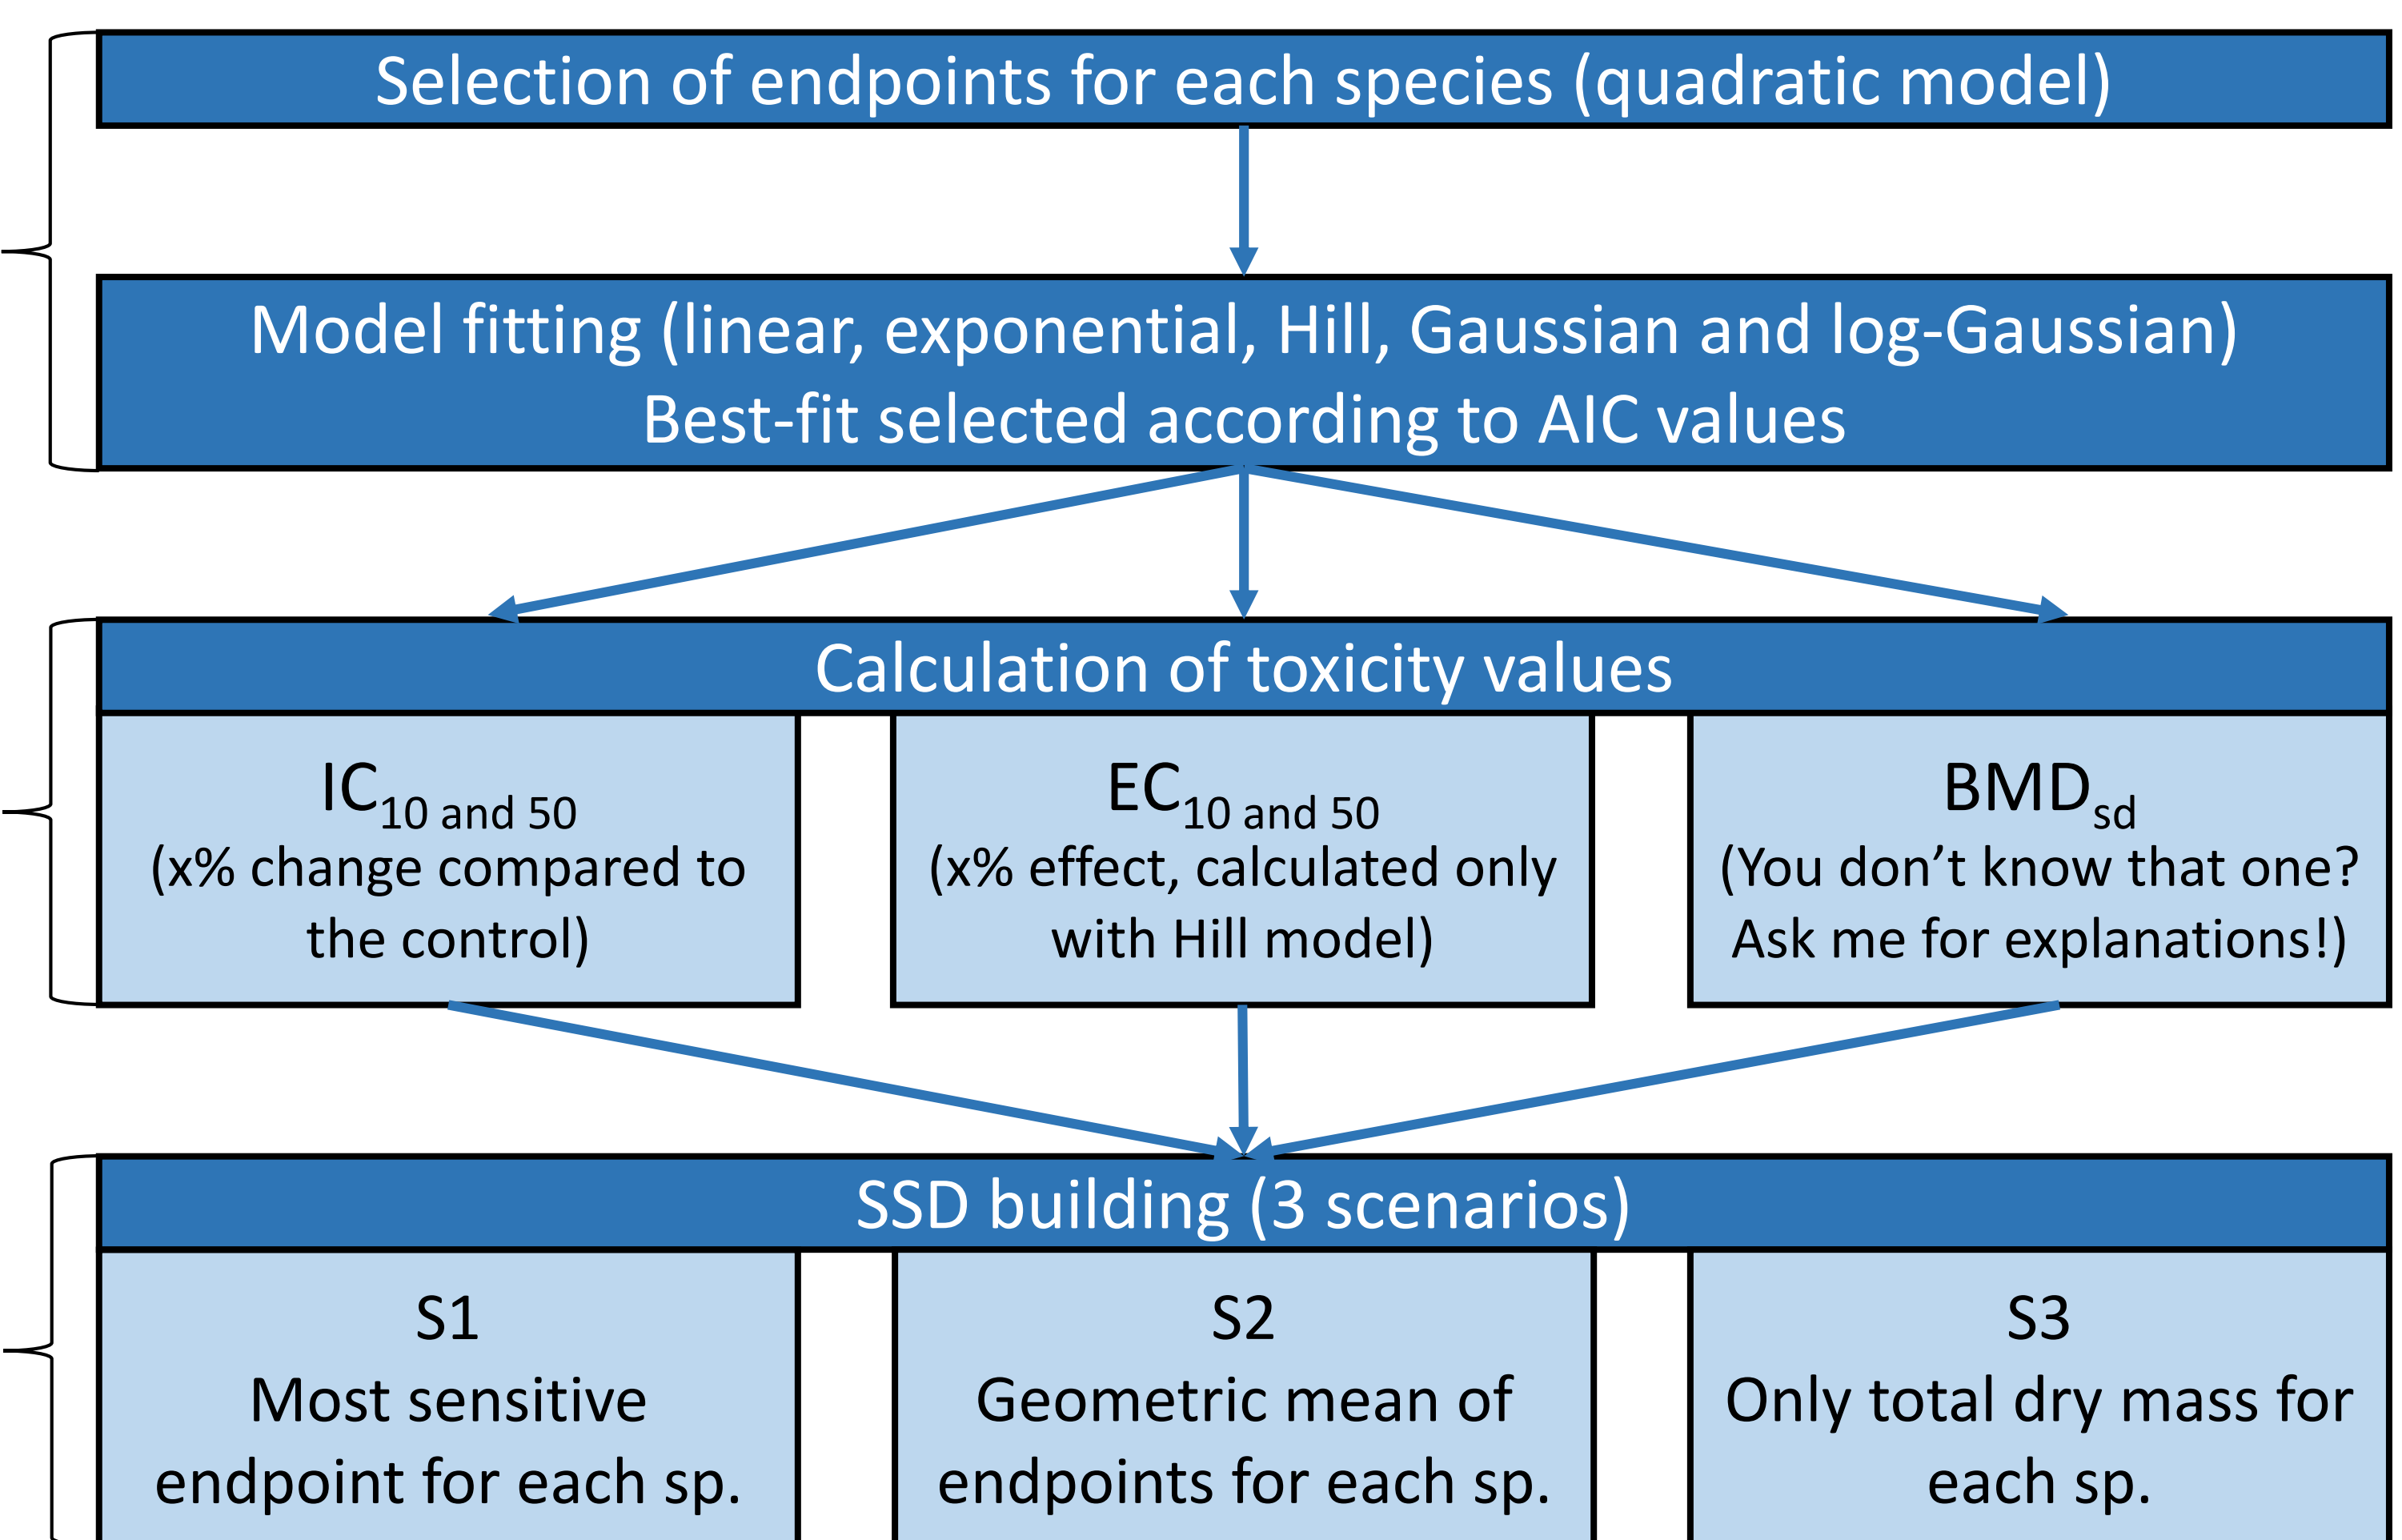 Selection of endpoints for each species (quadratic model)
Model fitting (linear, exponential, Hill, Gaussian and log-Gaussian)
Best-fit selected according to AIC values
Calculation of toxicity values
IC10 and 50
(x% change compared to
the control)
EC10 and 50
(x% effect, calculated only
with Hill model)
BMDsd
(You don’t know that one?
Ask me for explanations!)
SSD building (3 scenarios)
S1
Most sensitive
endpoint for each sp.
S2
Geometric mean of
endpoints for each sp.
S3
Only total dry mass for
each sp.